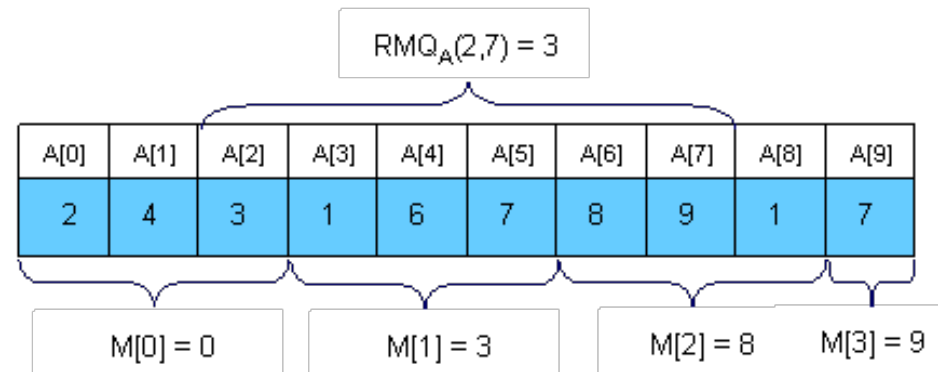 RMQA(2,7) = 3
A[0] A[1] A[2] A[3] A[4] A[5] A[6] A[7] A[8] A[9]
2 4 3 1 6 7 8 9 1 7
M[0] = 0 M[1] = 3 M[2] = 8 M[3] = 9